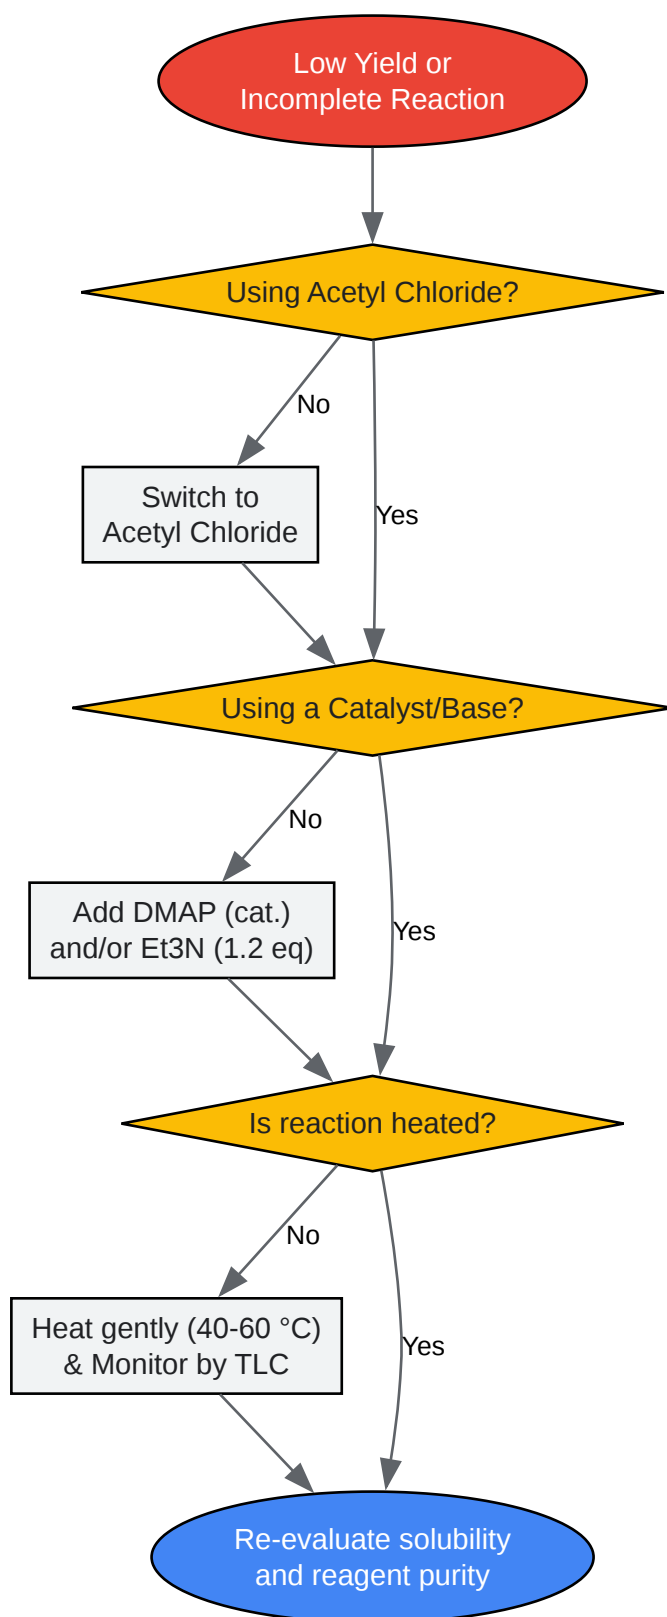 Low Yield or
Incomplete Reaction
Using Acetyl Chloride?
No
Switch to
Acetyl Chloride
Yes
Using a Catalyst/Base?
No
Add DMAP (cat.)
and/or Et3N (1.2 eq)
Yes
Is reaction heated?
No
Heat gently (40-60 °C)
& Monitor by TLC
Yes
Re-evaluate solubility
and reagent purity